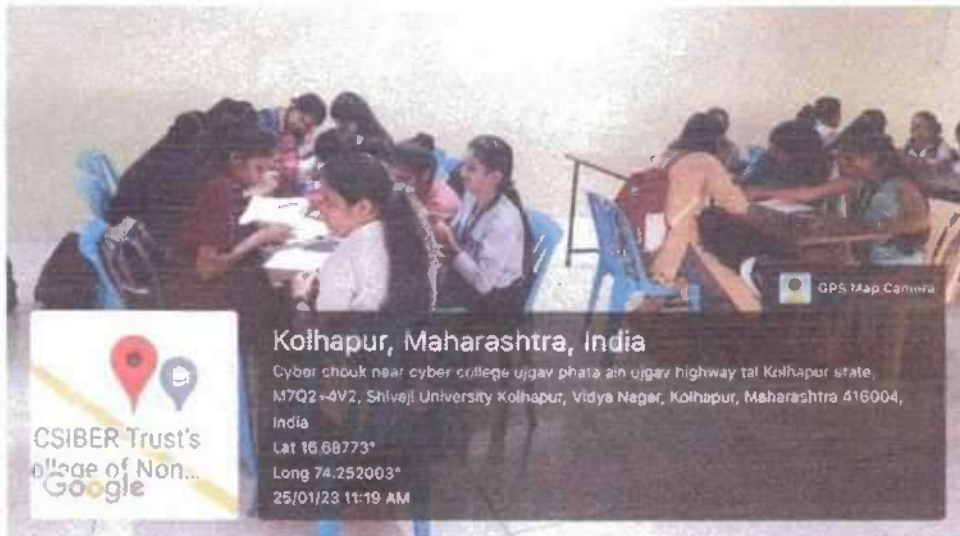 GPS Map Camera
Kolhapur, Maharashtra, India
Cyber chouk near cyber college ujgav phata ain ujgav highway tal Kolhapur state,
M7Q2+4V2, Shivaji University Kolhapur, Vidya Nagar, Kolhapur, Maharashtra 416004,
India
Lat 16.68773°
Long 74.252003°
25/01/23 11:19 AM
CSIBER Trust's
ollege of Non...
Google